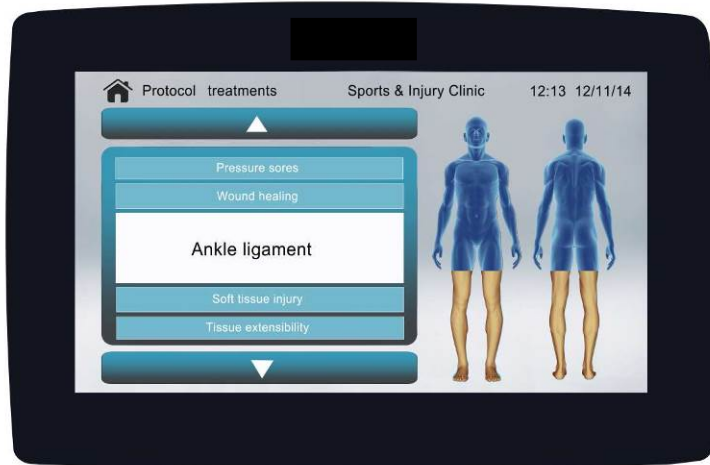 Protocol treatments Sports & Injury Clinic 12:13 12/11/14
Pressure sores
Wound healing
Ankle ligament
Soft tissue injury
Tissue extensibility